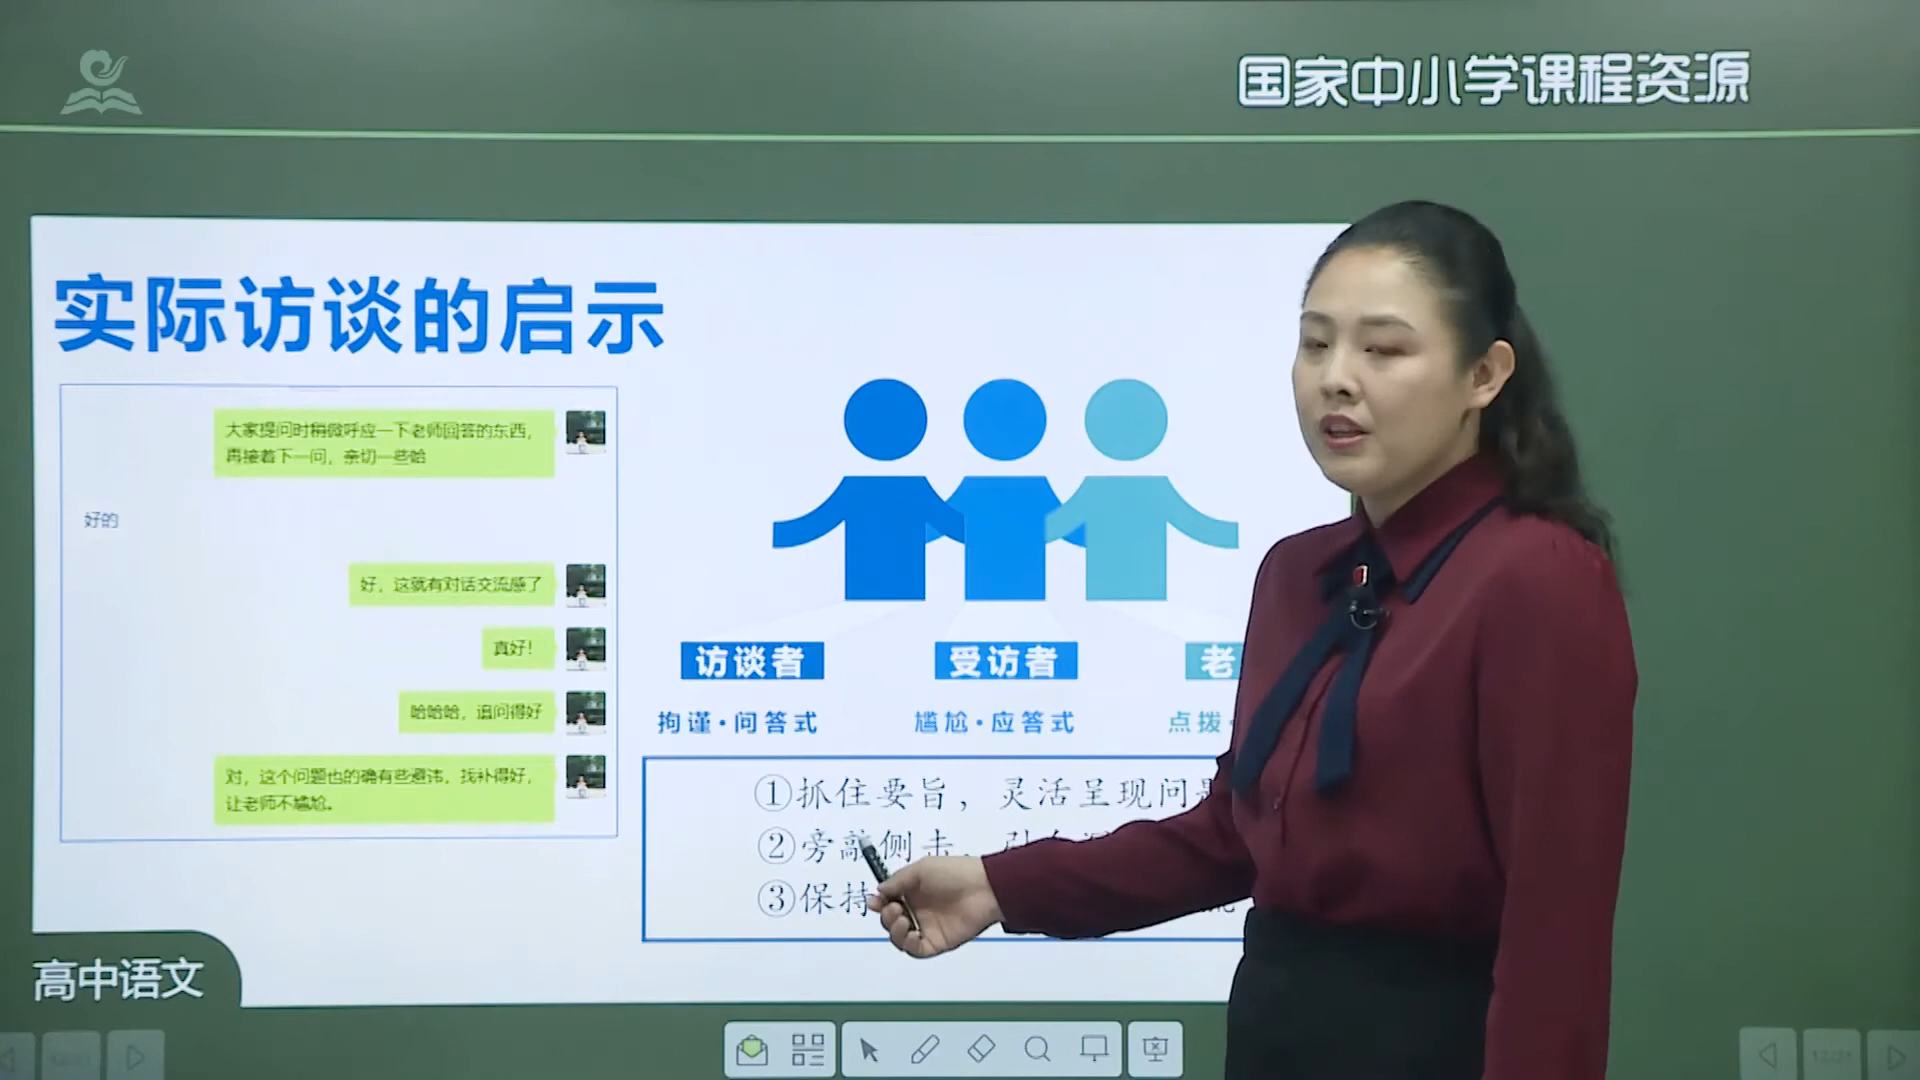 国家中小学课程资源
实际访谈的启示
大家提问时稍微呼应一下老师回答的东西，
再接着下一问，亲切一些哈
好的
好，这就有对话交流感了
真好！
哈哈哈，追问得好
对，这个问题也的确有些避讳，找补得好，
让老师不尴尬。
访谈者
受访者
老
拘谨·问答式
尴尬·应答式
点拨·
①抓住要旨，灵活呈现问
②旁敲侧击，
③保持
高中语文